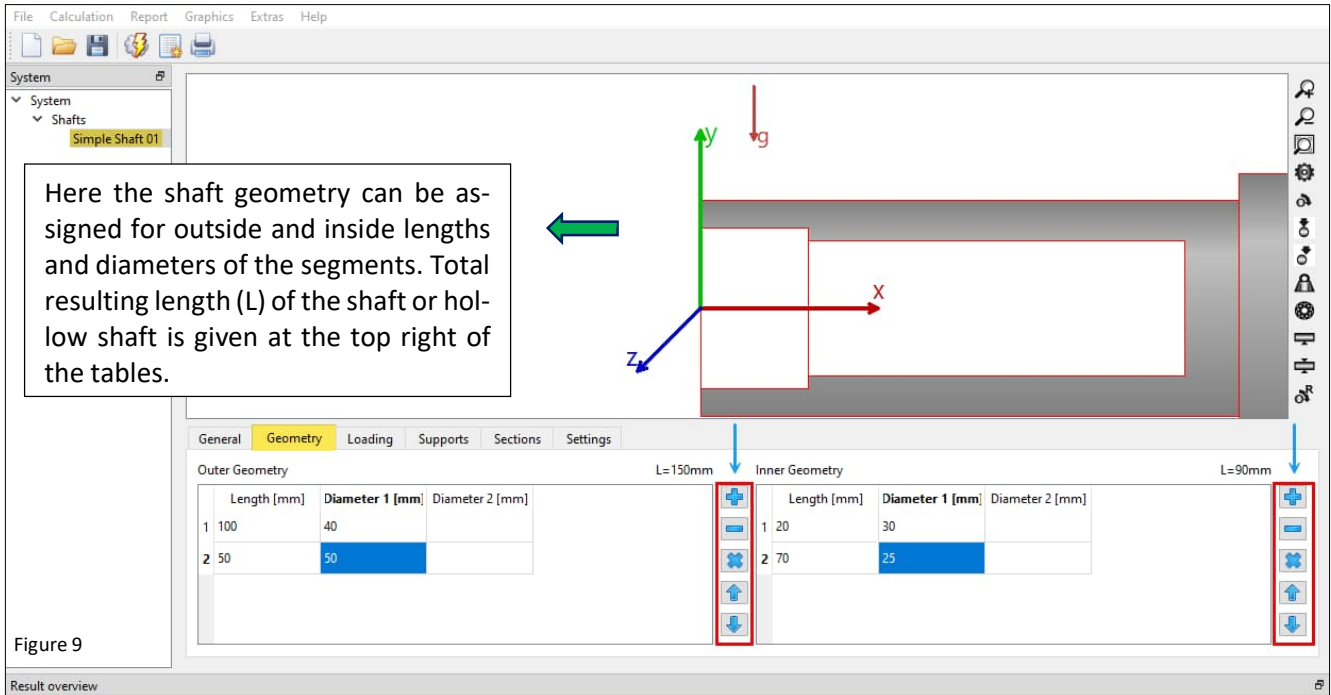 File Calculation Report Graphics Extras Help
System
System
Shafts
Simple Shaft 01
Here the shaft geometry can be as-
signed for outside and inside lengths
and diameters of the segments. Total
resulting length (L) of the shaft or hol-
low shaft is given at the top right of
the tables.
y
g
x
z
R
General Geometry Loading Supports Sections Settings
Outer Geometry L=150mm
Length [mm] Diameter 1 [mm] Diameter 2 [mm]
1 100 40
2 50 50
Inner Geometry L=90mm
Length [mm] Diameter 1 [mm] Diameter 2 [mm]
1 20 30
2 70 25
Figure 9
Result overview